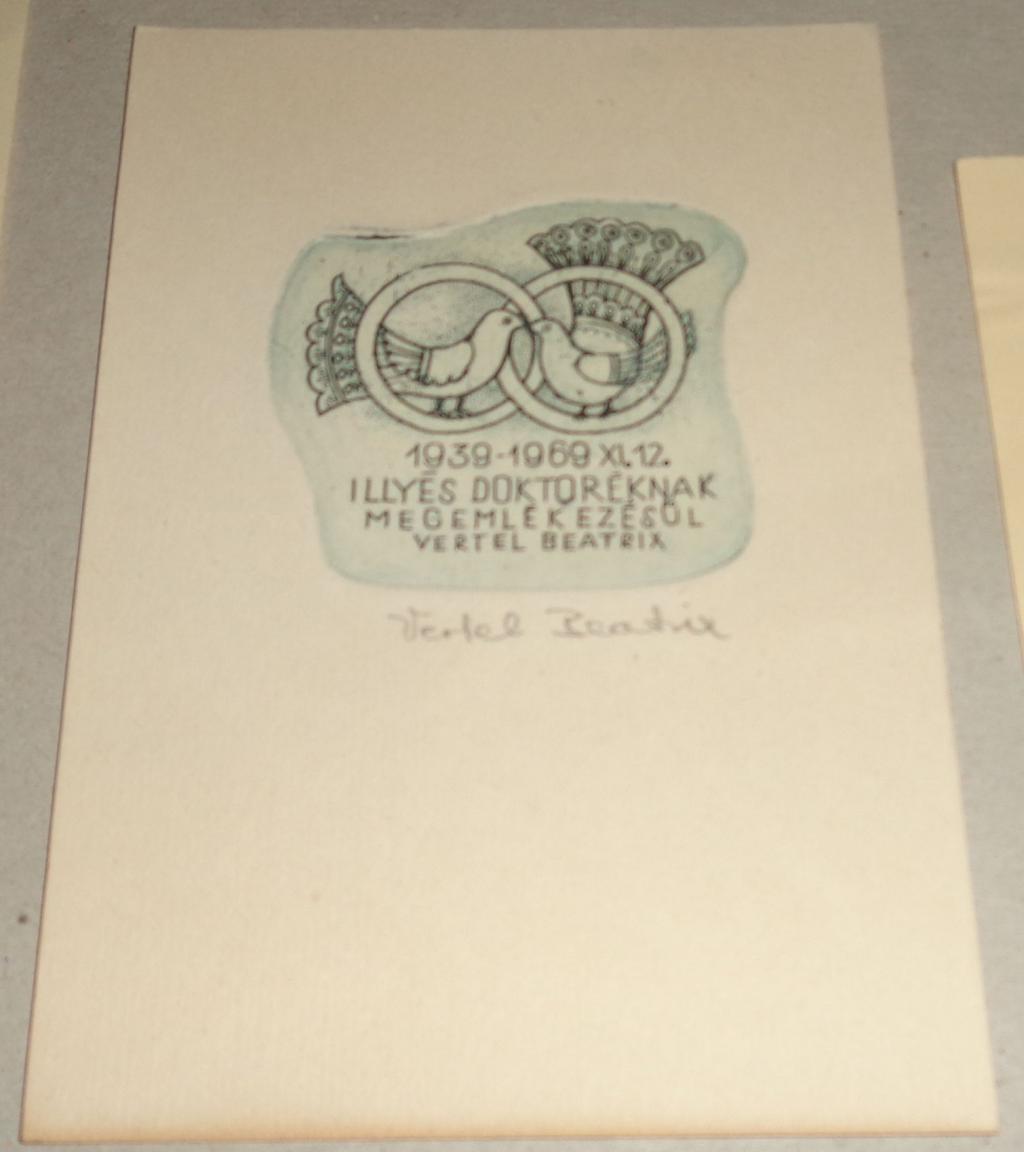 1939-1969 XI.12.
ILLYÉS DOKTORÉKNAK
MEGEMLÉKEZÉSÜL
VERTEL BEATRIX
Vertel Beatrix